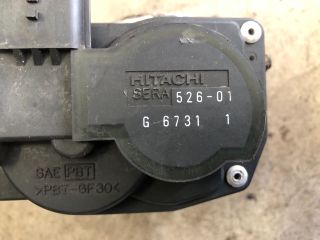 HITACHI
SERA 526-01
G 6731 1
SAE PBT
>PBT-GF30<